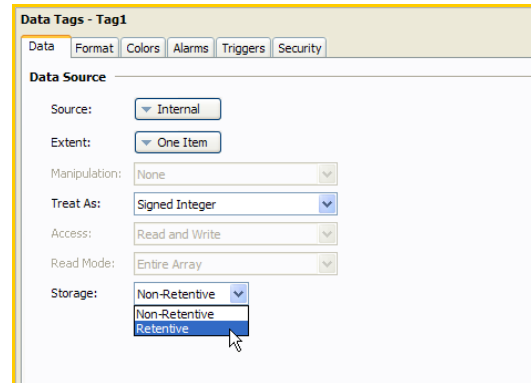 Data Tags - Tag1
Data Format Colors Alarms Triggers Security
Data Source
Source: Internal
Extent: One Item
Manipulation: None
Treat As: Signed Integer
Access: Read and Write
Read Mode: Entire Array
Storage: Non-Retentive
Non-Retentive
Retentive